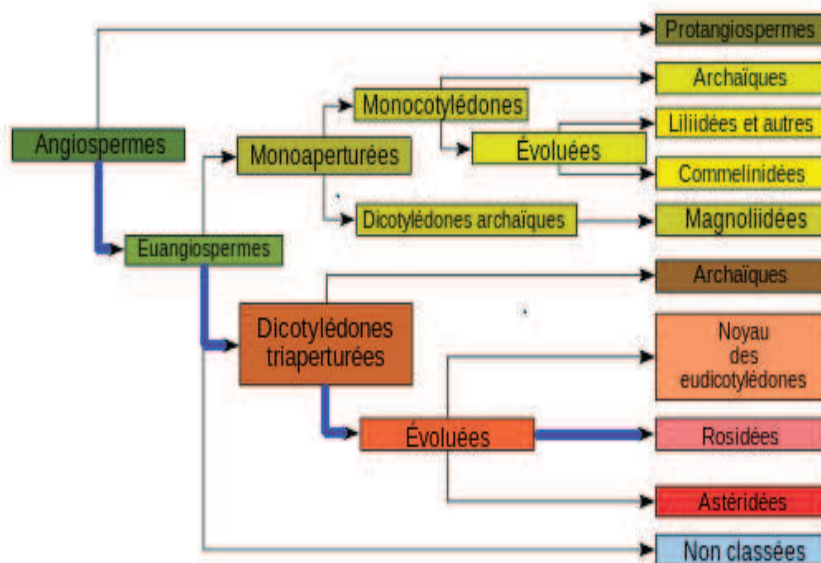 Protangiospermes
Archaïques
Monocotylédones
Liliidées et autres
Angiospermes
Évoluées
Monoaperturées
Commelinidées
Dicotylédones archaïques
Magnoliidées
Euangiospermes
Archaïques
Dicotylédones
triaperturées
Noyau
des
eudicotylédones
Évoluées
Rosidées
Astéridées
Non classées